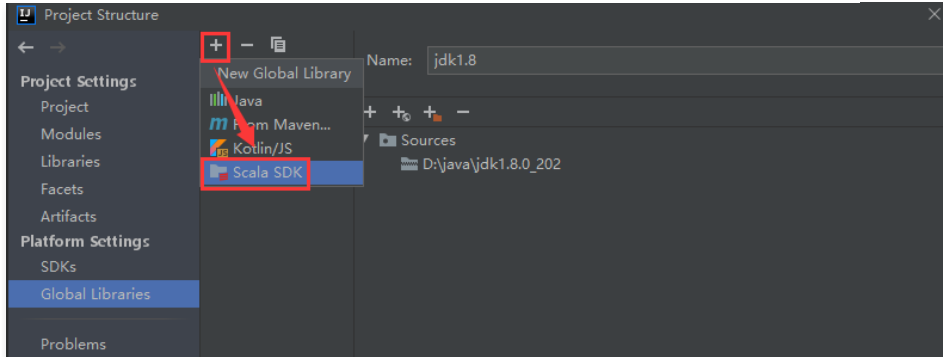 Project Structure
Project Settings
Project
Modules
Libraries
Facets
Artifacts
Platform Settings
SDKs
Global Libraries
Problems
New Global Library
Java
From Maven...
Kotlin/JS
Scala SDK
Name: jdk1.8
Sources
D:\java\jdk1.8.0_202